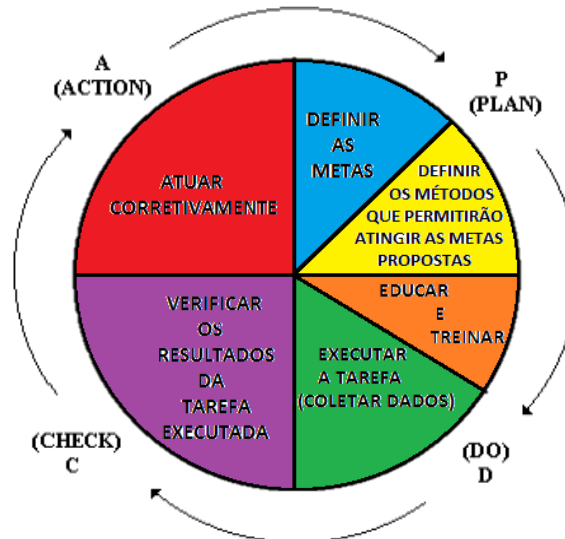 A
(ACTION)
P
(PLAN)
DEFINIR
AS
METAS
DEFINIR
OS MÉTODOS
QUE PERMITIRÃO
ATINGIR AS METAS
PROPOSTAS
ATUAR
CORRETIVAMENTE
EDUCAR
E
TREINAR
VERIFICAR
OS
RESULTADOS
DA
TAREFA
EXECUTADA
EXECUTAR
A TAREFA
(COLETAR DADOS)
(CHECK)
C
(DO)
D